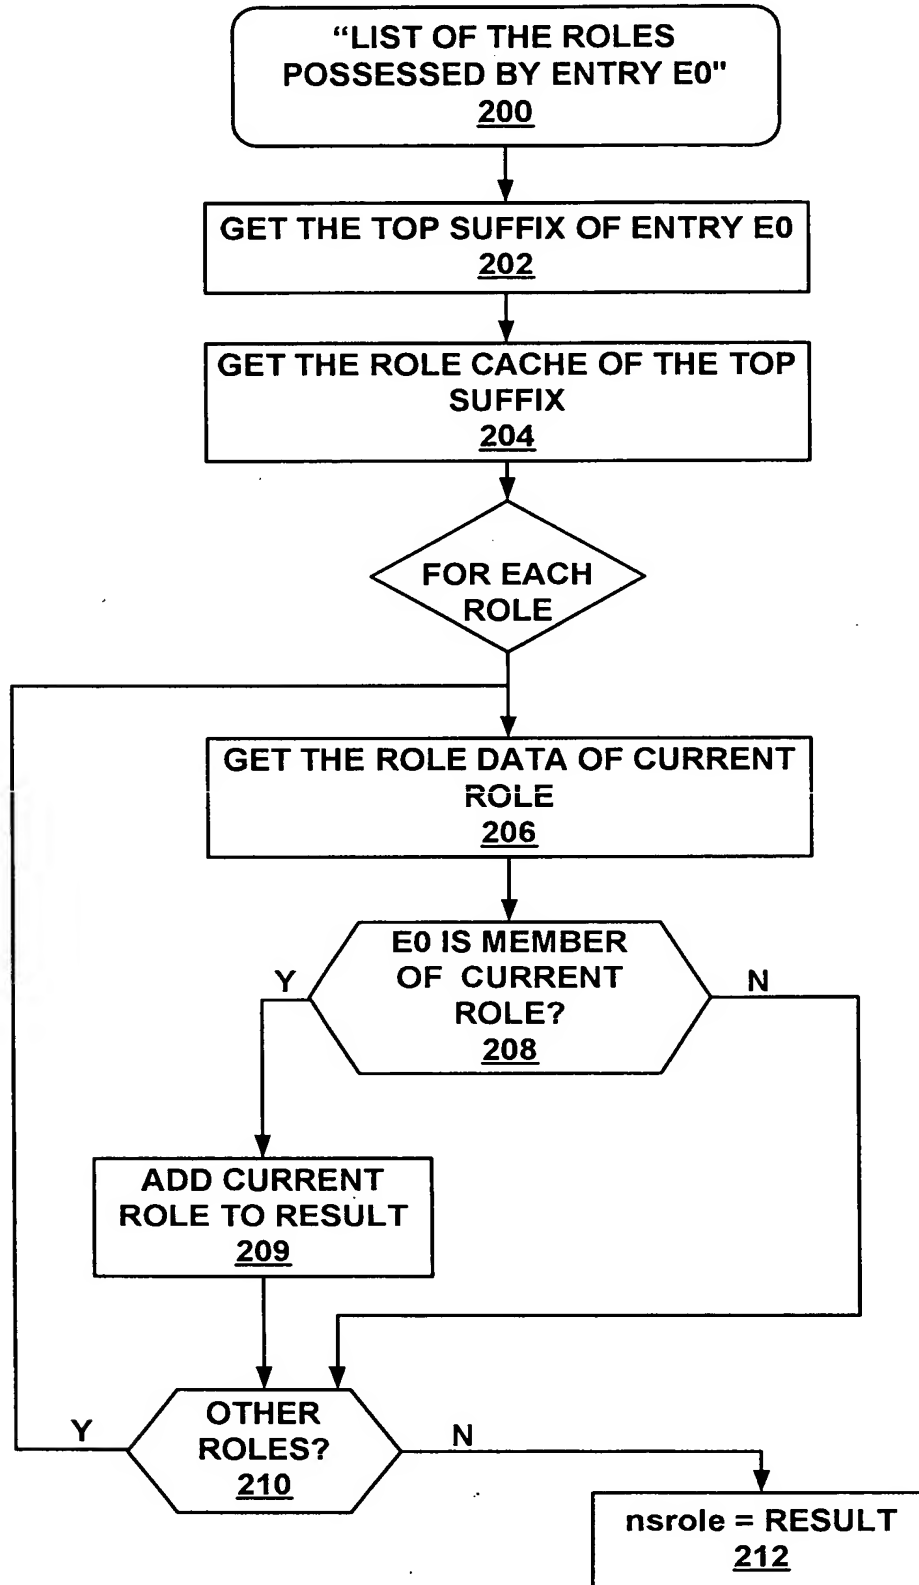 “LIST OF THE ROLES
POSSESSED BY ENTRY E0"
200
GET THE TOP SUFFIX OF ENTRY E0
202
GET THE ROLE CACHE OF THE TOP
SUFFIX
204
FOR EACH
ROLE
GET THE ROLE DATA OF CURRENT
ROLE
206
E0 IS MEMBER
OF CURRENT
ROLE?
208
Y
N
ADD CURRENT
ROLE TO RESULT
209
OTHER
ROLES?
210
Y
N
nsrole = RESULT
212